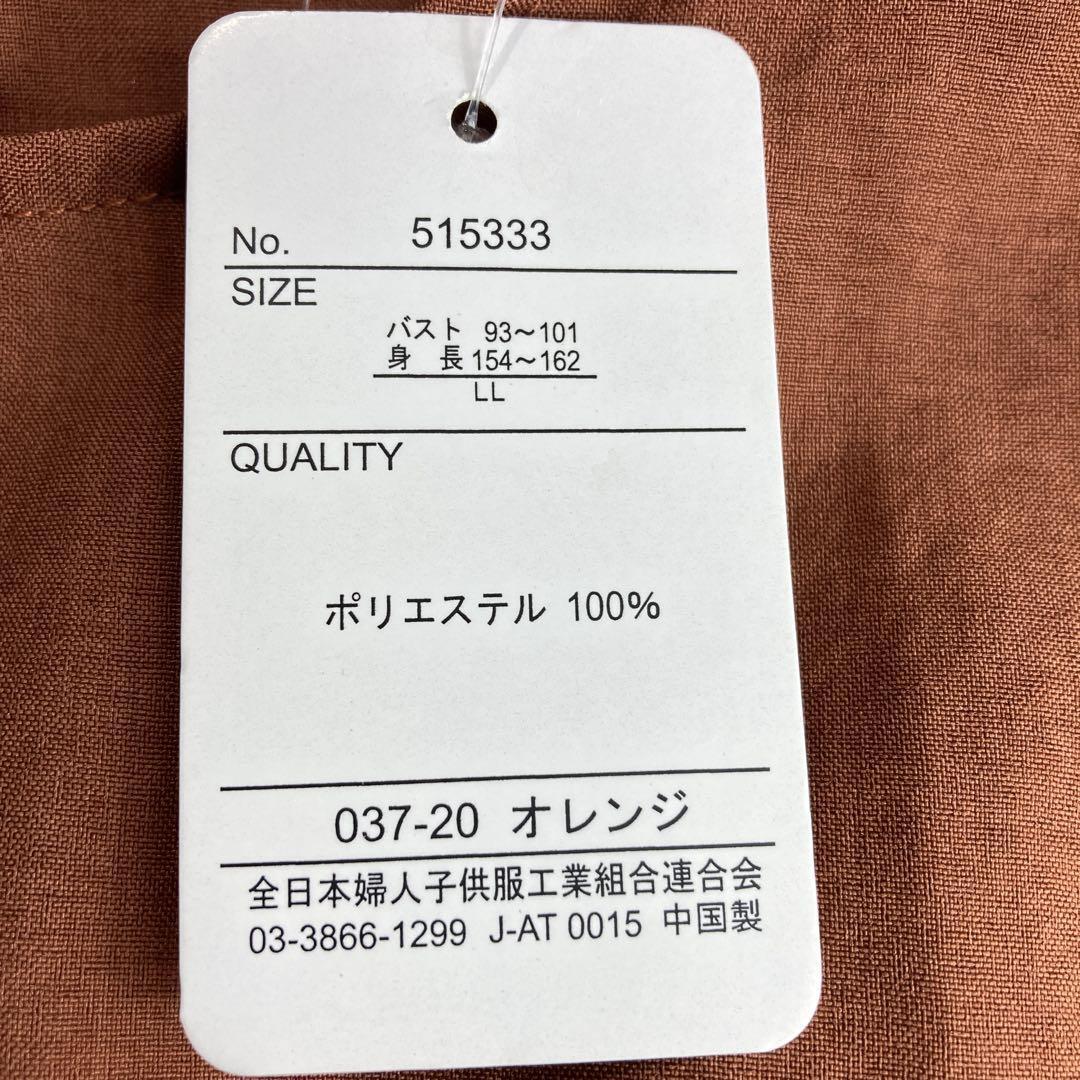 No. 515333
SIZE
バスト 93～101
身 長 154～162
LL
QUALITY
ポリエステル 100%
037-20 オレンジ
全日本婦人子供服工業組合連合会
03-3866-1299 J-AT 0015 中国製